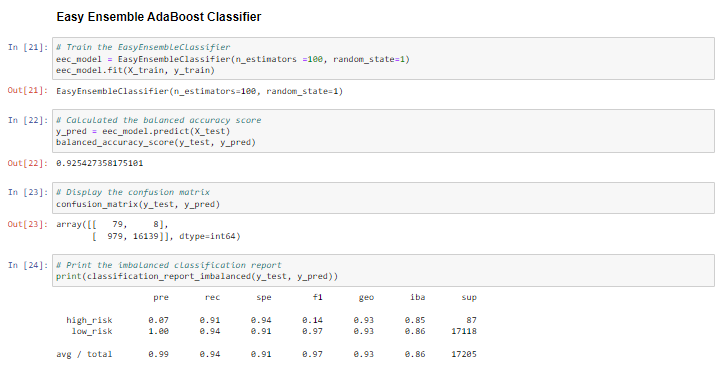 Easy Ensemble AdaBoost Classifier
In [21]: # Train the EasyEnsembleClassifier
eec_model = EasyEnsembleClassifier(n_estimators =100, random_state=1)
eec_model.fit(X_train, y_train)
Out[21]: EasyEnsembleClassifier(n_estimators=100, random_state=1)
In [22]: # Calculated the balanced accuracy score
y_pred = eec_model.predict(X_test)
balanced_accuracy_score(y_test, y_pred)
Out[22]: 0.925427358175101
In [23]: # Display the confusion matrix
confusion_matrix(y_test, y_pred)
Out[23]: array([[ 79, 8],
[ 979, 16139]], dtype=int64)
In [24]: # Print the imbalanced classification report
print(classification_report_imbalanced(y_test, y_pred))
pre rec spe f1 geo iba sup
high_risk 0.07 0.91 0.94 0.14 0.93 0.85 87
low_risk 1.00 0.94 0.91 0.97 0.93 0.86 17118
avg / total 0.99 0.94 0.91 0.97 0.93 0.86 17205